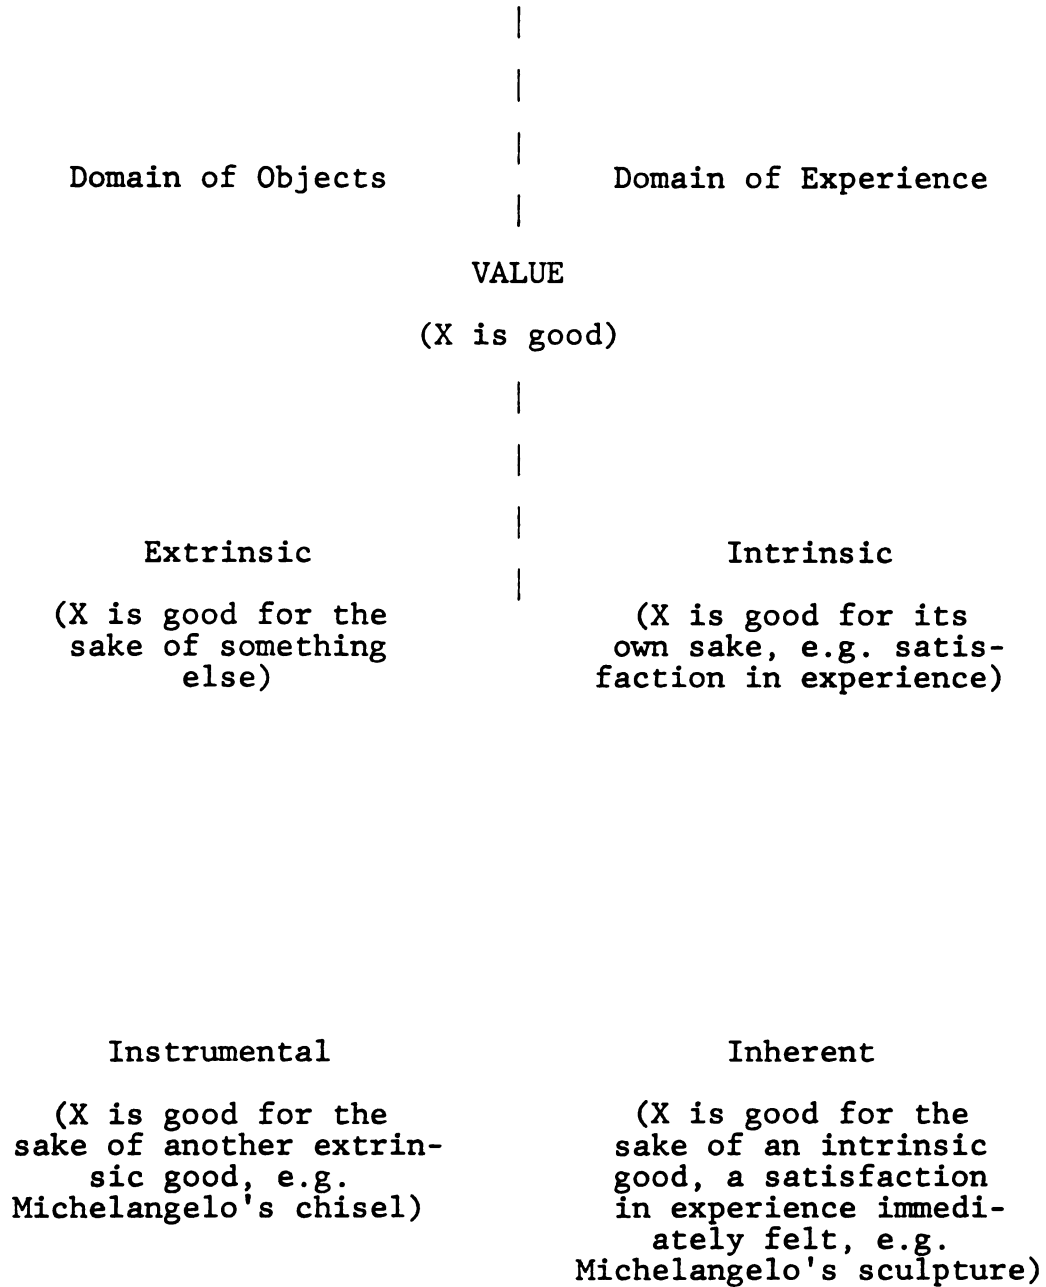 Domain of Objects
Domain of Experience
VALUE
(X is good)
Extrinsic
(X is good for the
sake of something
else)
Intrinsic
(X is good for its
own sake, e.g. satis-
faction in experience)
Instrumental
(X is good for the
sake of another extrin-
sic good, e.g.
Michelangelo's chisel)
Inherent
(X is good for the
sake of an intrinsic
good, a satisfaction
in experience immedi-
ately felt, e.g.
Michelangelo's sculpture)